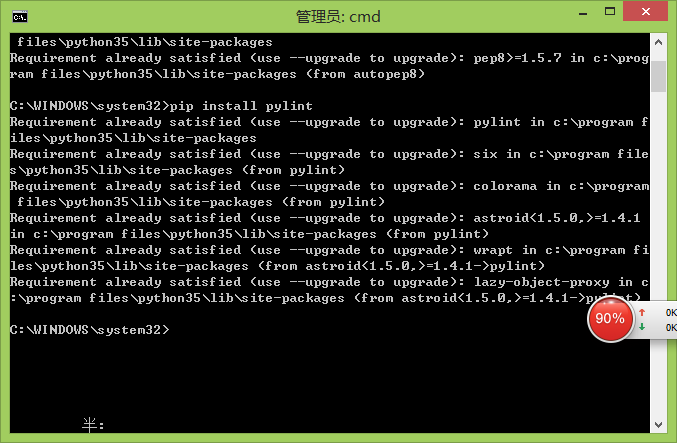 管理员: cmd
files\python35\lib\site-packages
Requirement already satisfied (use --upgrade to upgrade): pep8>=1.5.7 in c:\prog
ram files\python35\lib\site-packages (from autopep8)
C:\WINDOWS\system32>pip install pylint
Requirement already satisfied (use --upgrade to upgrade): pylint in c:\program f
iles\python35\lib\site-packages
Requirement already satisfied (use --upgrade to upgrade): six in c:\program file
s\python35\lib\site-packages (from pylint)
Requirement already satisfied (use --upgrade to upgrade): colorama in c:\program
 files\python35\lib\site-packages (from pylint)
Requirement already satisfied (use --upgrade to upgrade): astroid<1.5.0,>=1.4.1
in c:\program files\python35\lib\site-packages (from pylint)
Requirement already satisfied (use --upgrade to upgrade): wrapt in c:\program fi
les\python35\lib\site-packages (from astroid<1.5.0,>=1.4.1->pylint)
Requirement already satisfied (use --upgrade to upgrade): lazy-object-proxy in c
:\program files\python35\lib\site-packages (from astroid<1.5.0,>=1.4.1->pylint)
C:\WINDOWS\system32>
90%
0K
0K
半: